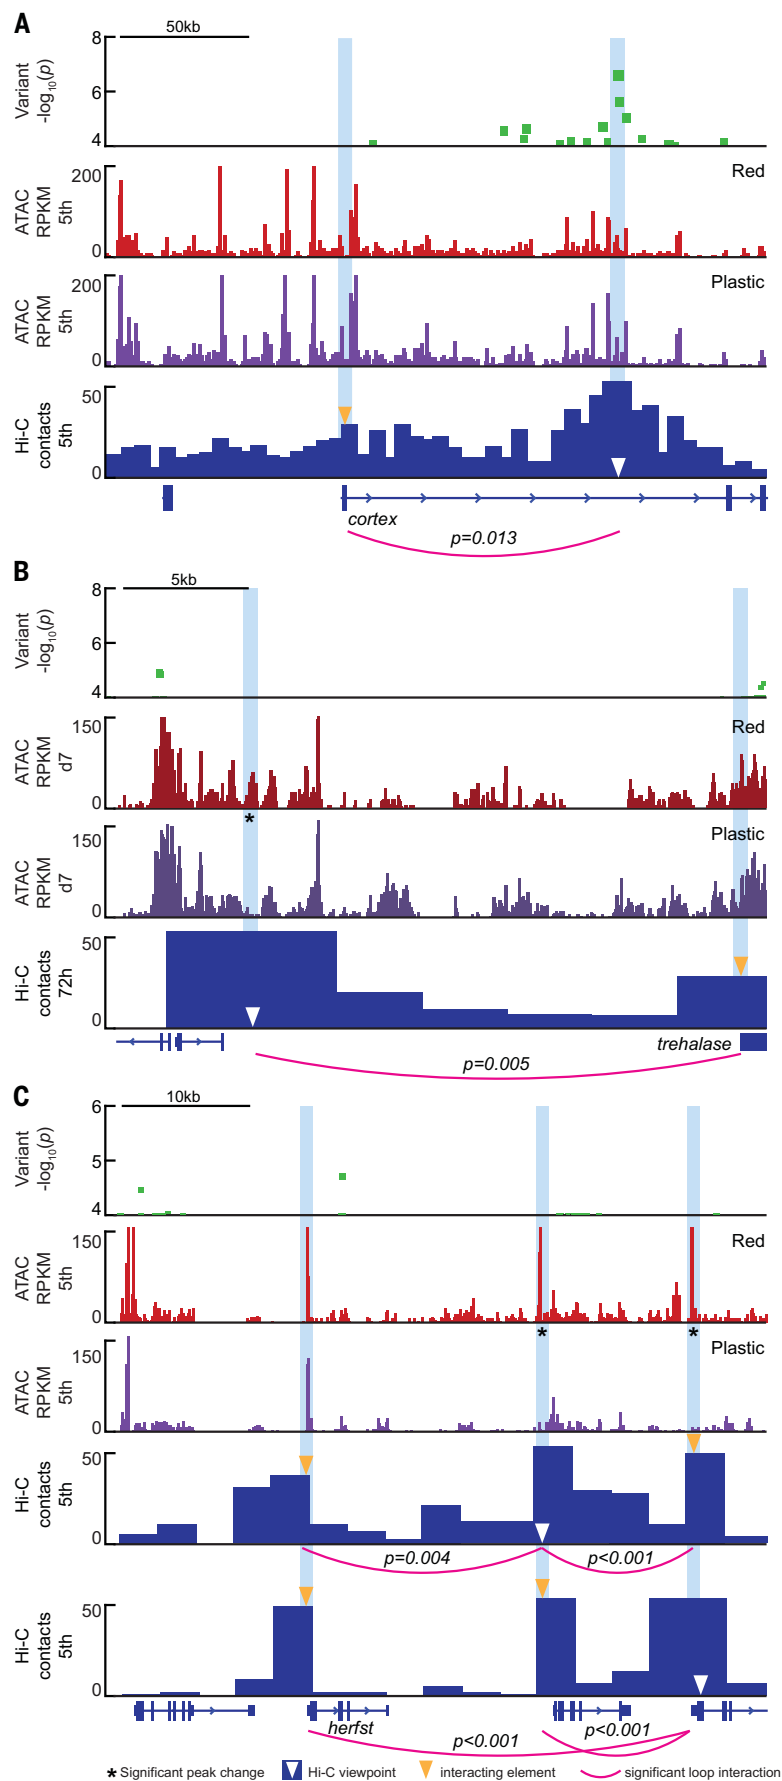 A
50kb
8
6
4
Variant
-log10(p)
Red
200
0
ATAC
RPKM
5th
Plastic
200
0
ATAC
RPKM
5th
50
0
Hi-C
contacts
5th
cortex
p=0.013
B
5kb
8
6
4
Variant
-log10(p)
Red
150
0
ATAC
RPKM
d7
*
Plastic
150
0
ATAC
RPKM
d7
50
0
Hi-C
contacts
72h
trehalase
p=0.005
C
10kb
6
5
4
Variant
-log10(p)
Red
150
0
ATAC
RPKM
5th
* *
Plastic
150
0
ATAC
RPKM
5th
50
0
Hi-C
contacts
5th
p=0.004 p<0.001
50
0
Hi-C
contacts
5th
herfst
p<0.001 p<0.001
* Significant peak change Hi-C viewpoint interacting element significant loop interaction